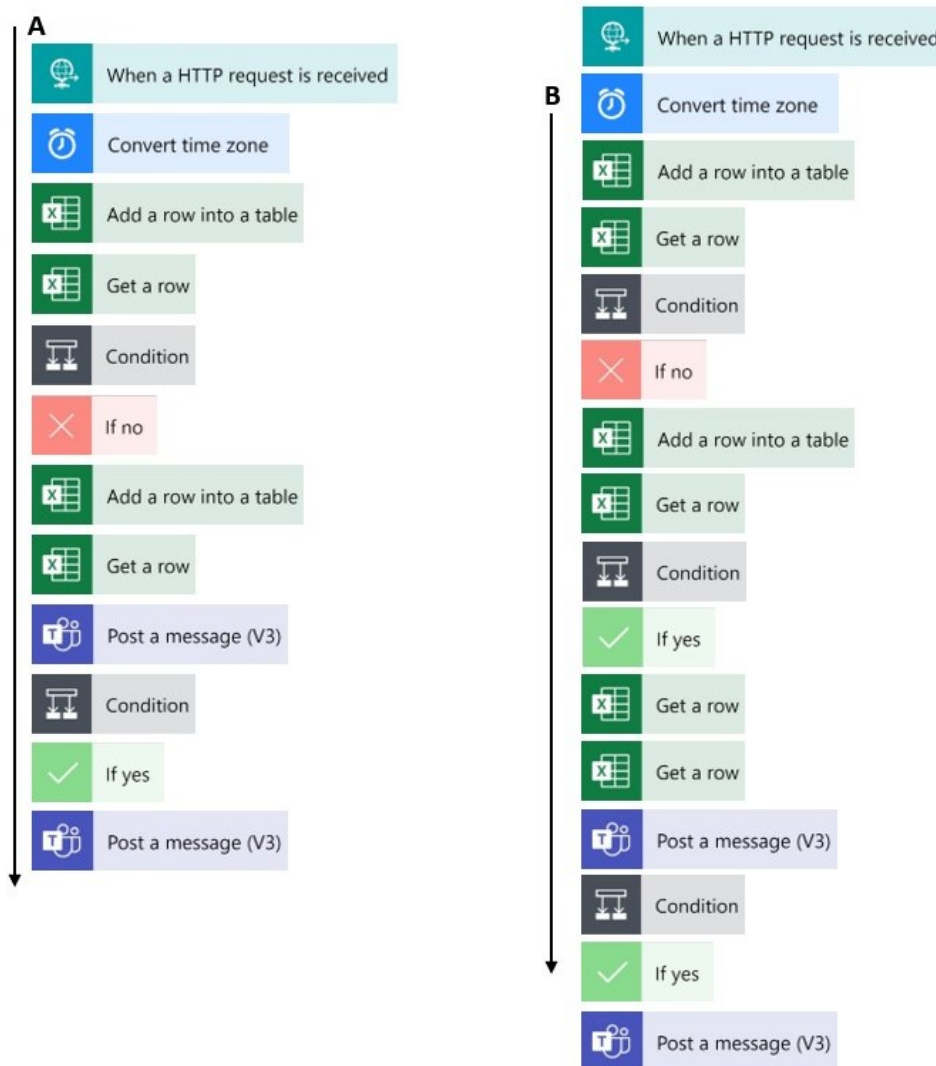 A
When a HTTP request is received
Convert time zone
Add a row into a table
Get a row
Condition
If no
Add a row into a table
Get a row
Post a message (V3)
Condition
If yes
Post a message (V3)
B
When a HTTP request is received
Convert time zone
Add a row into a table
Get a row
Condition
If no
Add a row into a table
Get a row
Condition
If yes
Get a row
Get a row
Post a message (V3)
Condition
If yes
Post a message (V3)